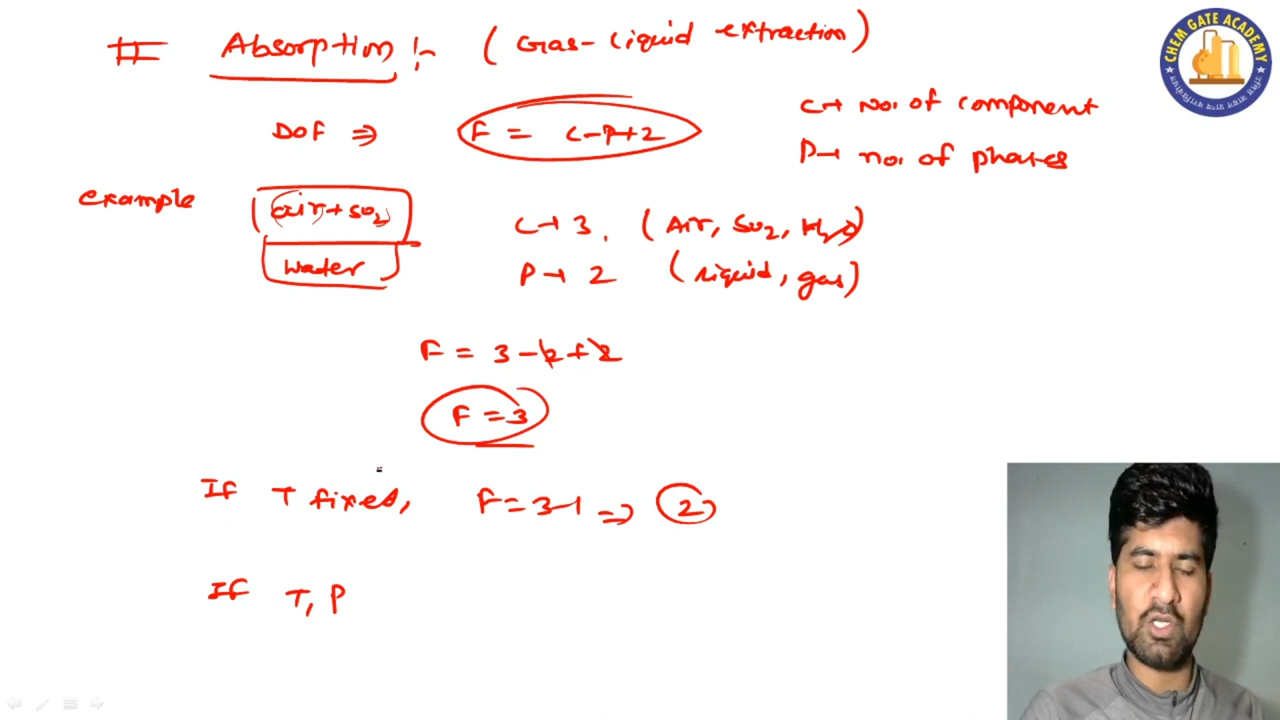 # Absorption :- (Gas-liquid extraction)
DOF ⇒ F = C-P+2
C → No. of component
P → no. of phases
example
(air)+SO2
water
C → 3. (Air, SO2, H2O)
P → 2 (liquid, gas)
F = 3-2+2
F = 3
If T fixed, F = 3-1 ⇒ 2
If T, P
CHEM GATE ACADEMY